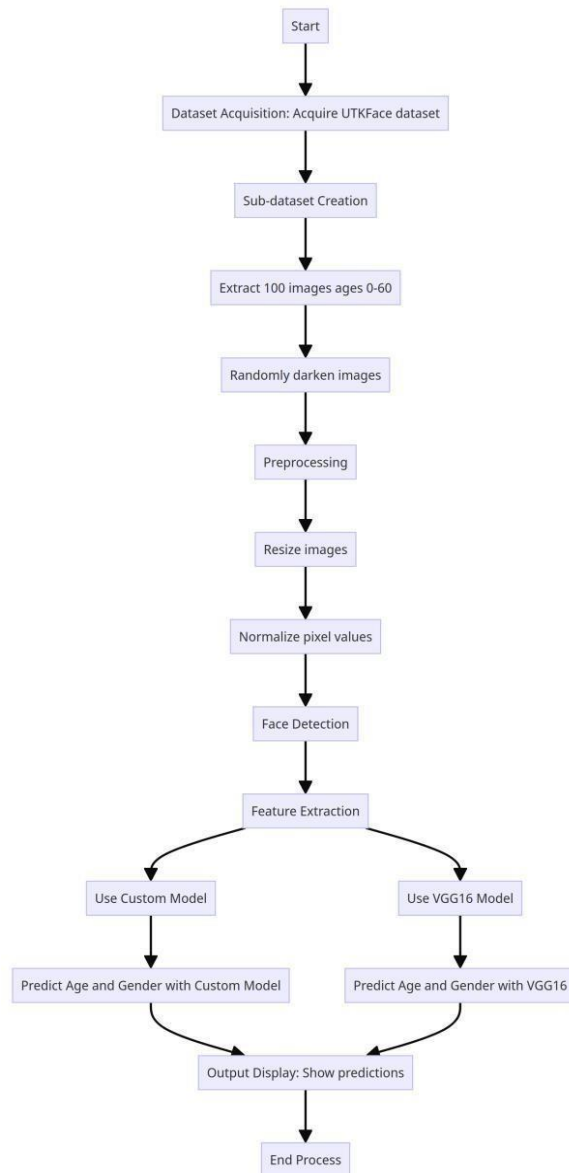 Start
Dataset Acquisition: Acquire UTKFace dataset
Sub-dataset Creation
Extract 100 images ages 0-60
Randomly darken images
Preprocessing
Resize images
Normalize pixel values
Face Detection
Feature Extraction
Use Custom Model
Use VGG16 Model
Predict Age and Gender with Custom Model
Predict Age and Gender with VGG16
Output Display: Show predictions
End Process